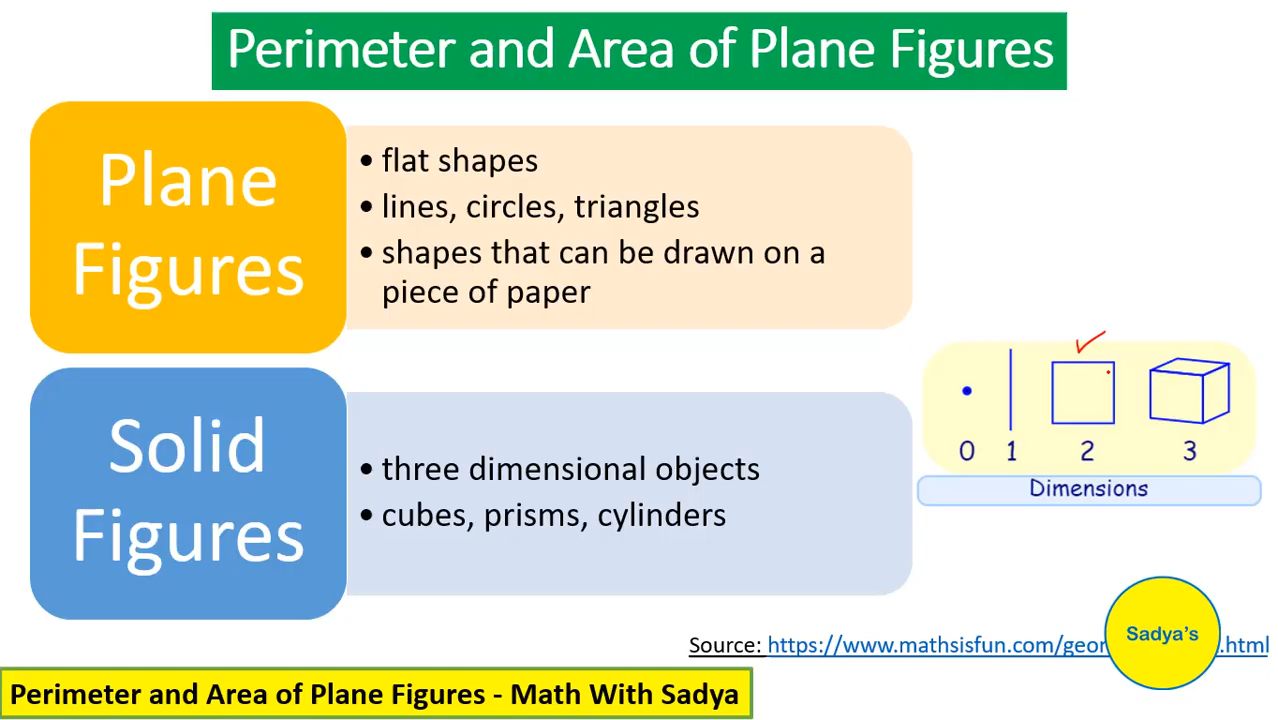 Perimeter and Area of Plane Figures
Plane
Figures
• flat shapes
• lines, circles, triangles
• shapes that can be drawn on a
piece of paper
Solid
Figures
• three dimensional objects
• cubes, prisms, cylinders
0 1 2 3
Dimensions
Source: https://www.mathsisfun.com/geo .html
Sadya's
Perimeter and Area of Plane Figures - Math With Sadya